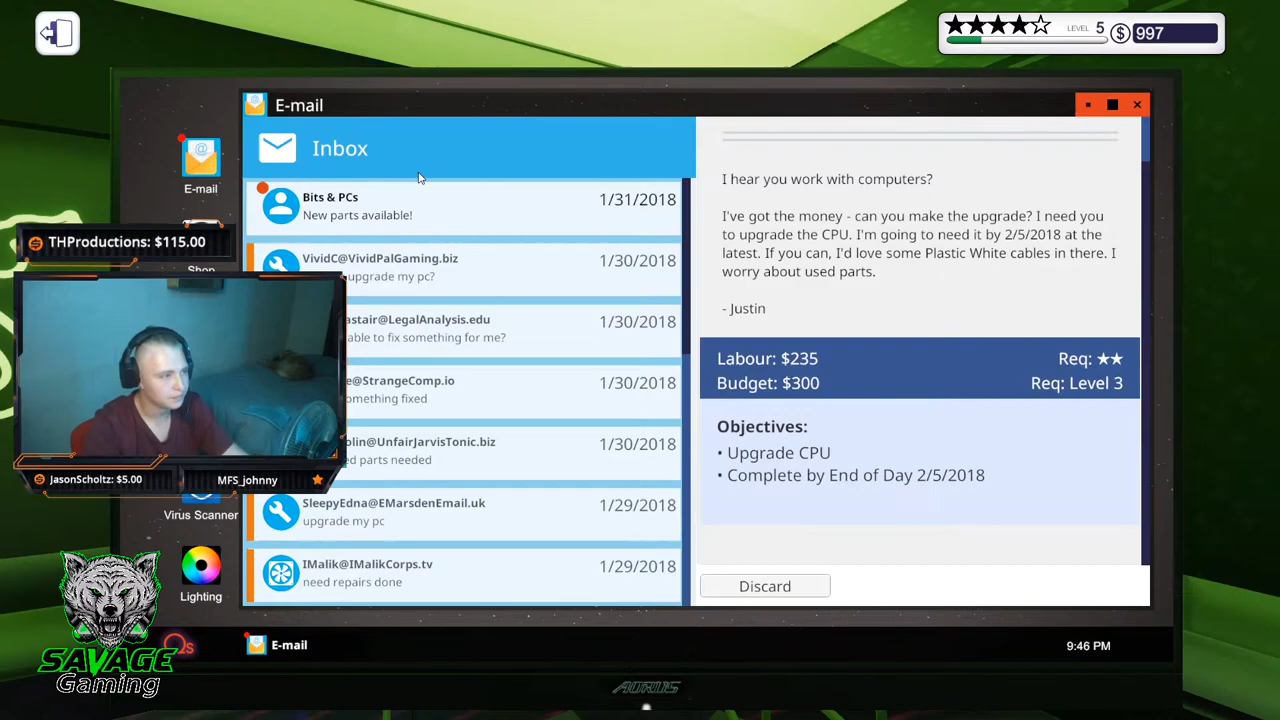 LEVEL 5
$ 997
E-mail
Inbox
Bits & PCs
1/31/2018
New parts available!
VividC@VividPalGaming.biz
1/30/2018
upgrade my pc?
astair@LegalAnalysis.edu
1/30/2018
able to fix something for me?
e@StrangeComp.io
1/30/2018
omething fixed
olin@UnfairJarvisTonic.biz
1/30/2018
ed parts needed
SleepyEdna@EMarsdenEmail.uk
1/29/2018
upgrade my pc
IMalik@IMalikCorps.tv
1/29/2018
need repairs done
I hear you work with computers?
I've got the money - can you make the upgrade? I need you
to upgrade the CPU. I'm going to need it by 2/5/2018 at the
latest. If you can, I'd love some Plastic White cables in there. I
worry about used parts.
- Justin
Labour: $235
Req: ★★
Budget: $300
Req: Level 3
Objectives:
• Upgrade CPU
• Complete by End of Day 2/5/2018
Discard
E-mail
Shop
Virus Scanner
Lighting
THProductions: $115.00
JasonScholtz: $5.00
MFS_johnny
SAVAGE
Gaming
E-mail
9:46 PM
AORUS